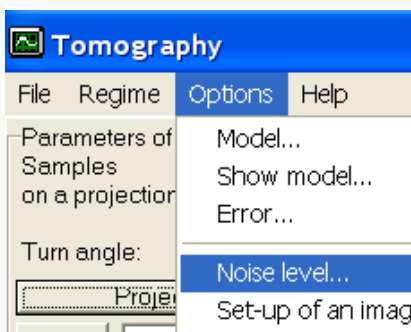 Tomography
File Regime Options Help
Parameters of
Samples
on a projection
Turn angle:
Model...
Show model...
Error...
Noise level...
Set-up of an imag